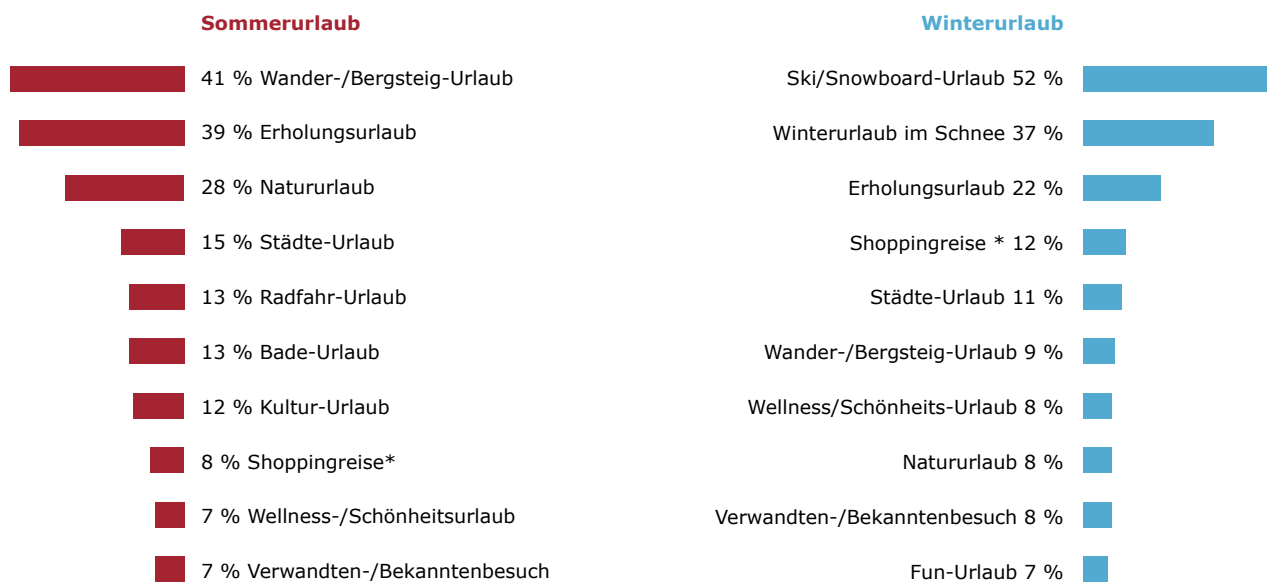 Sommerurlaub
41 % Wander-/Bergsteig-Urlaub
39 % Erholungsurlaub
28 % Natururlaub
15 % Städte-Urlaub
13 % Radfahr-Urlaub
13 % Bade-Urlaub
12 % Kultur-Urlaub
8 % Shoppingreise*
7 % Wellness-/Schönheitsurlaub
7 % Verwandten-/Bekanntenbesuch
Winterurlaub
Ski/Snowboard-Urlaub 52 %
Winterurlaub im Schnee 37 %
Erholungsurlaub 22 %
Shoppingreise * 12 %
Städte-Urlaub 11 %
Wander-/Bergsteig-Urlaub 9 %
Wellness/Schönheits-Urlaub 8 %
Natururlaub 8 %
Verwandten-/Bekanntenbesuch 8 %
Fun-Urlaub 7 %